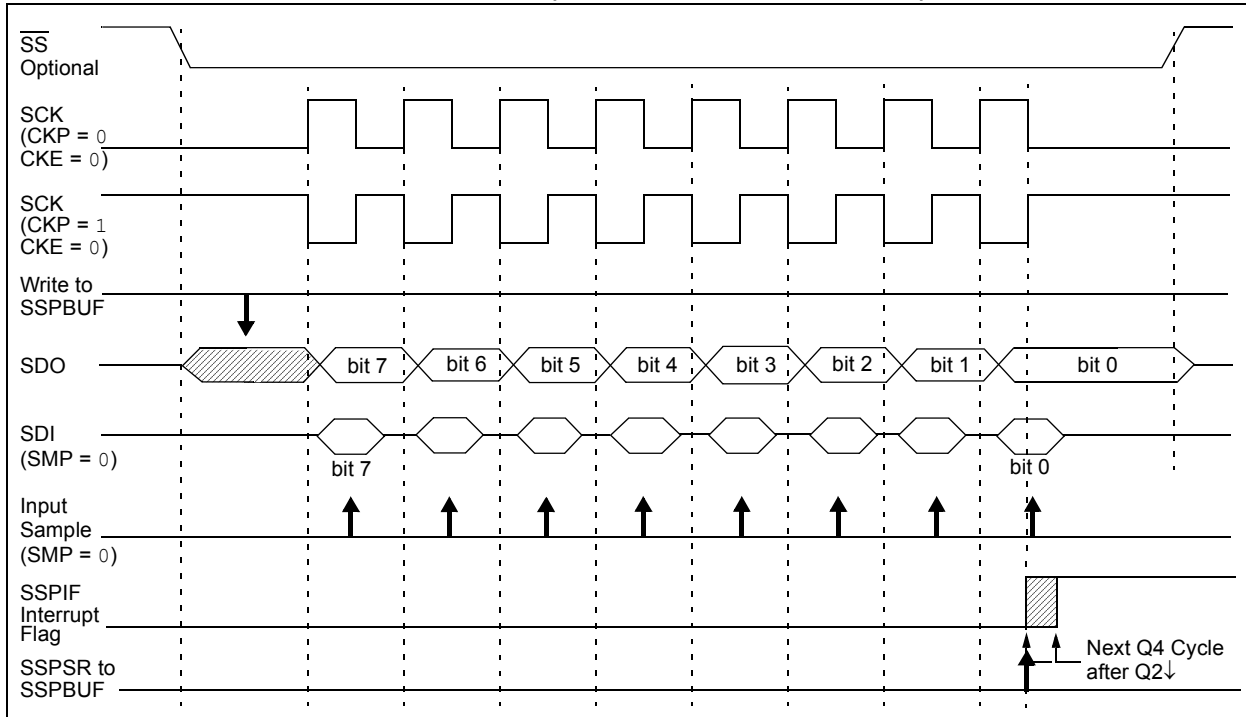 SS
Optional
SCK
(CKP = 0
CKE = 0)
SCK
(CKP = 1
CKE = 0)
Write to
SSPBUF
SDO
bit 7
bit 6
bit 5
bit 4
bit 3
bit 2
bit 1
bit 0
SDI
(SMP = 0)
bit 7
bit 0
Input
Sample
(SMP = 0)
SSPIF
Interrupt
Flag
Next Q4 Cycle
after Q2↓
SSPSR to
SSPBUF